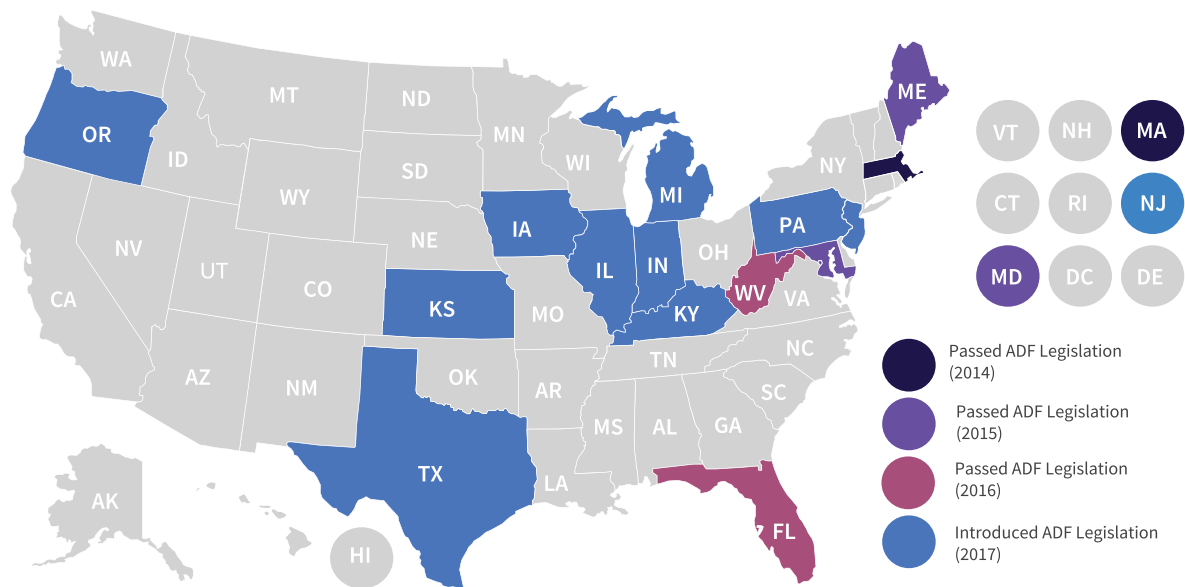 WA
MT
ND
MN
ME
OR
ID
SD
WI
MI
NY
VT
NH
MA
WY
IA
PA
CT
RI
NJ
NV
NE
IL
IN
OH
UT
CO
KS
MO
KY
WV
VA
MD
DC
DE
CA
AZ
NM
OK
AR
TN
NC
SC
MS
AL
GA
TX
LA
FL
AK
HI
Passed ADF Legislation
(2014)
Passed ADF Legislation
(2015)
Passed ADF Legislation
(2016)
Introduced ADF Legislation
(2017)